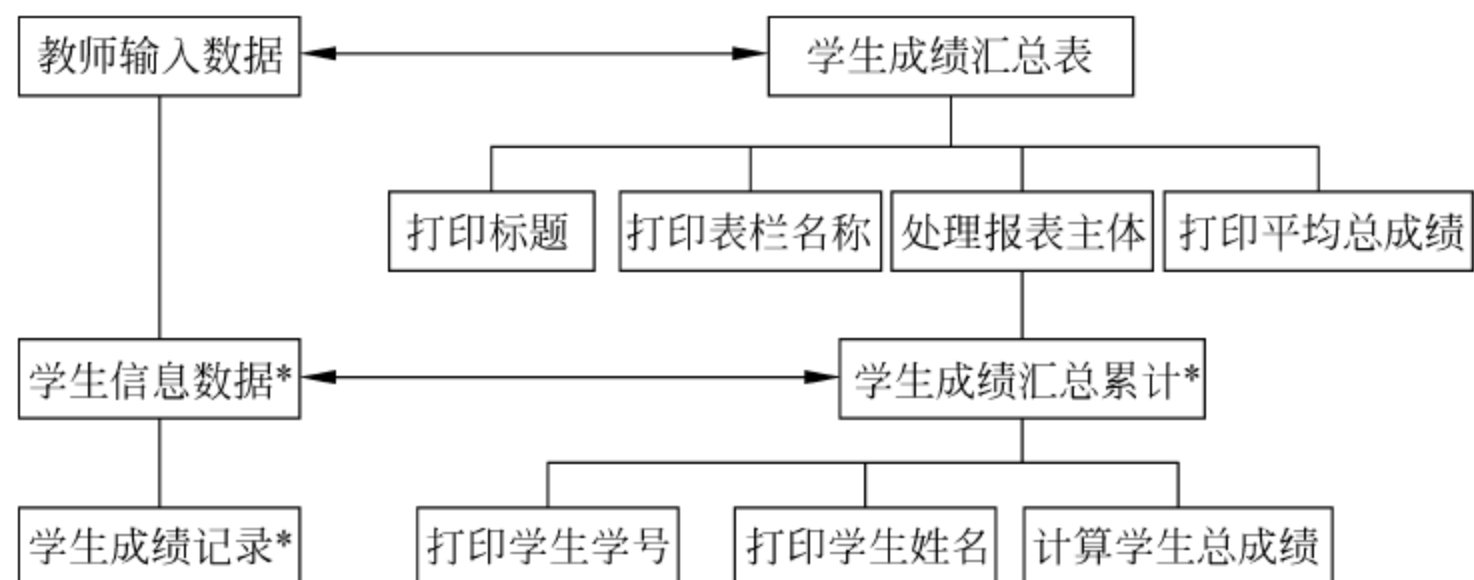 教师输入数据
学生成绩汇总表
打印标题
打印表栏名称
处理报表主体
打印平均总成绩
学生信息数据*
学生成绩汇总累计*
学生成绩记录*
打印学生学号
打印学生姓名
计算学生总成绩